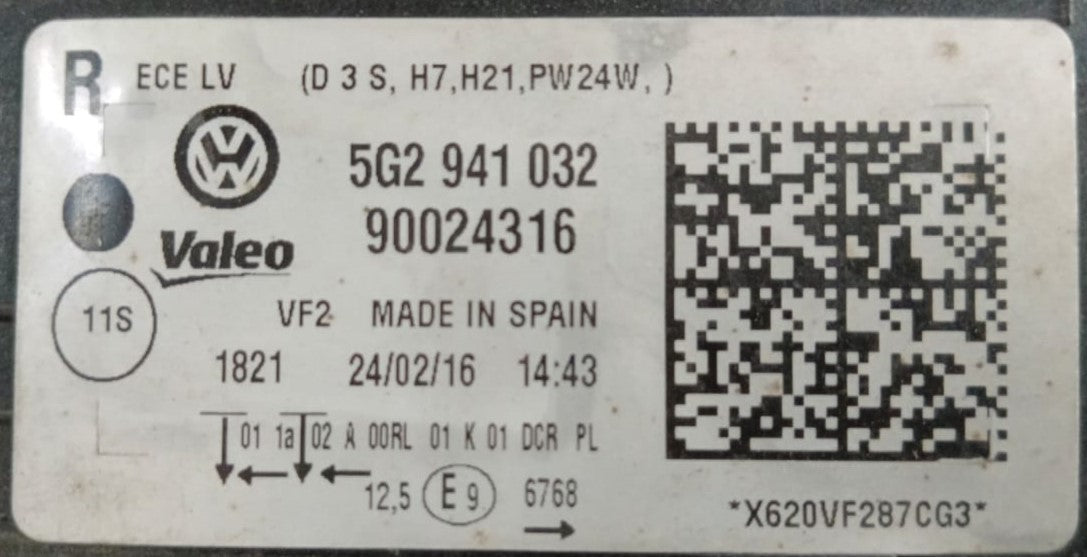 R ECE LV (D 3 S, H7,H21,PW24W, )
5G2 941 032
Valeo 90024316
11S VF2 MADE IN SPAIN
1821 24/02/16 14:43
01 1a 02 A 00RL 01 K 01 DCR PL
12,5 E 9 6768
*X620VF287CG3*